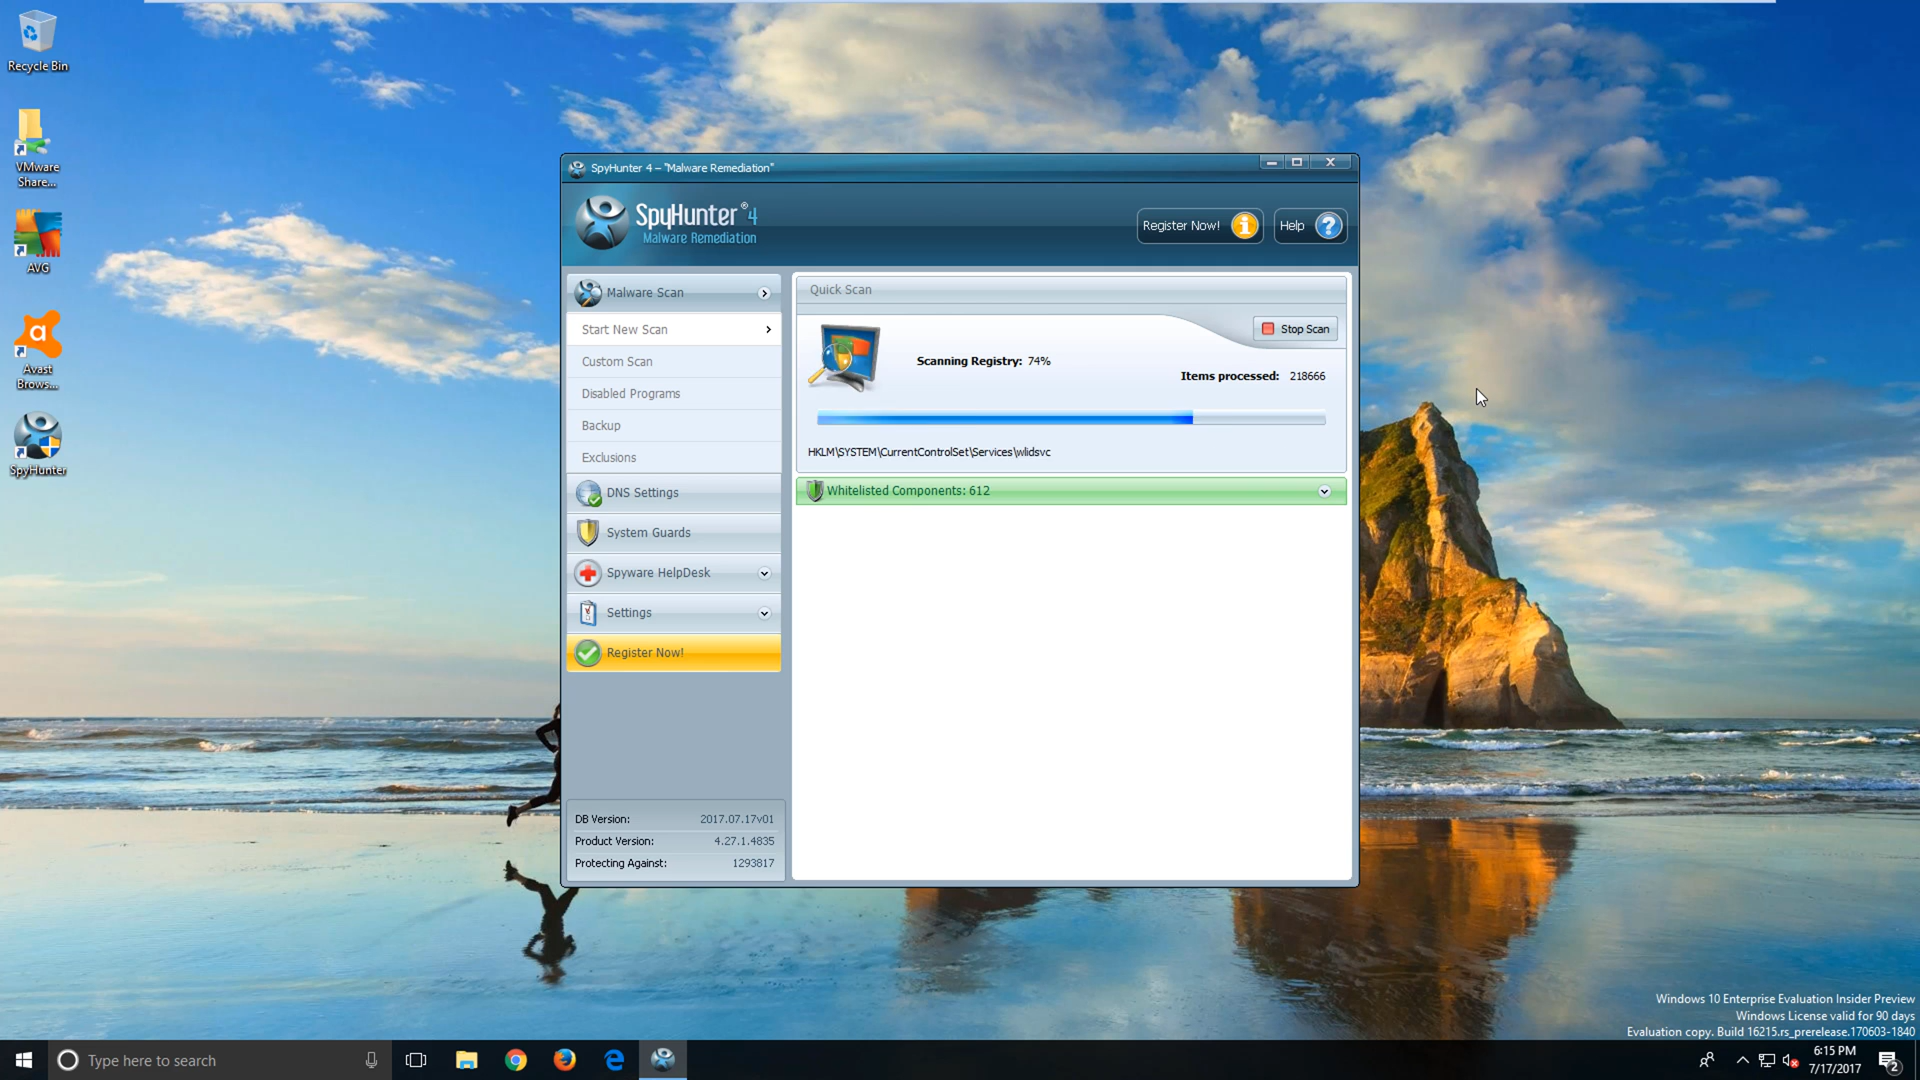 Recycle Bin
VMware
Share...
AVG
Avast
Brows...
SpyHunter
SpyHunter 4 – "Malware Remediation"
SpyHunter®4
Malware Remediation
Register Now!
Help
Malware Scan
Start New Scan
Custom Scan
Disabled Programs
Backup
Exclusions
DNS Settings
System Guards
Spyware HelpDesk
Settings
Register Now!
DB Version: 2017.07.17v01
Product Version: 4.27.1.4835
Protecting Against: 1293817
Quick Scan
Stop Scan
Scanning Registry: 74%
Items processed: 218666
HKLM\SYSTEM\CurrentControlSet\Services\wlidsvc
Whitelisted Components: 612
Windows 10 Enterprise Evaluation Insider Preview
Windows License valid for 90 days
Evaluation copy. Build 16215.rs_prerelease.170603-1840
Type here to search
6:15 PM
7/17/2017
2